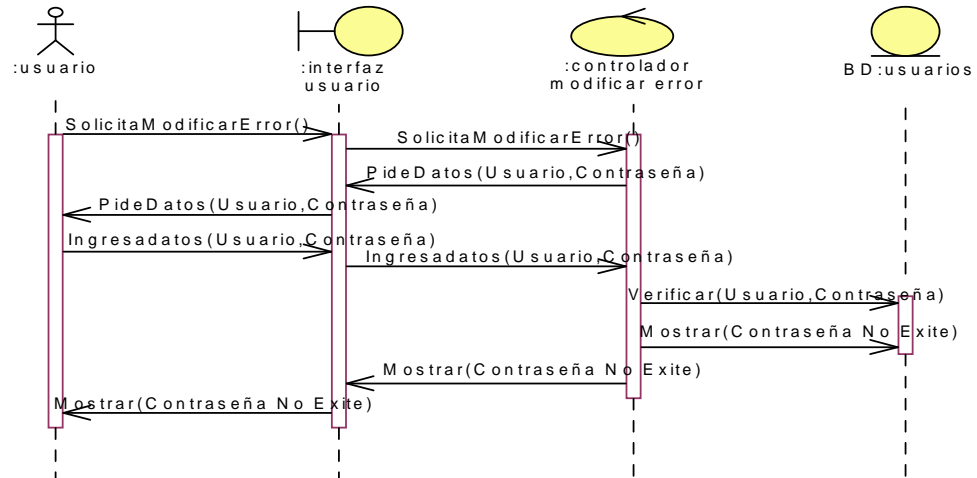 :usuario
:interfaz
usuario
:controlador
modificar error
BD:usuarios
SolicitaModificarError()
SolicitaModificarError()
PideDatos(Usuario,Contraseña)
PideDatos(Usuario,Contraseña)
Ingresadatos(Usuario,Contraseña)
Ingresadatos(Usuario,Contraseña)
Verificar(Usuario,Contraseña)
Mostrar(Contraseña No Exite)
Mostrar(Contraseña No Exite)
Mostrar(Contraseña No Exite)